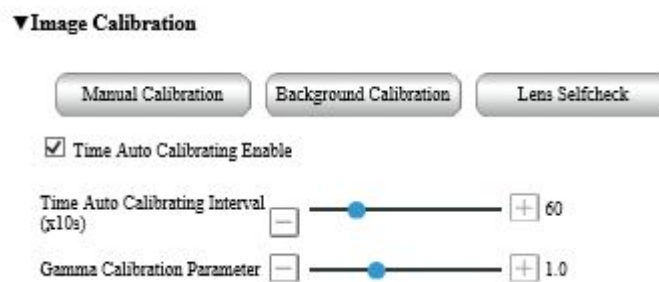 ▼Image Calibration
Manual Calibration Background Calibration Lens Selfcheck
Time Auto Calibrating Enable
Time Auto Calibrating Interval
(x10s) 60
Gamma Calibration Parameter 1.0